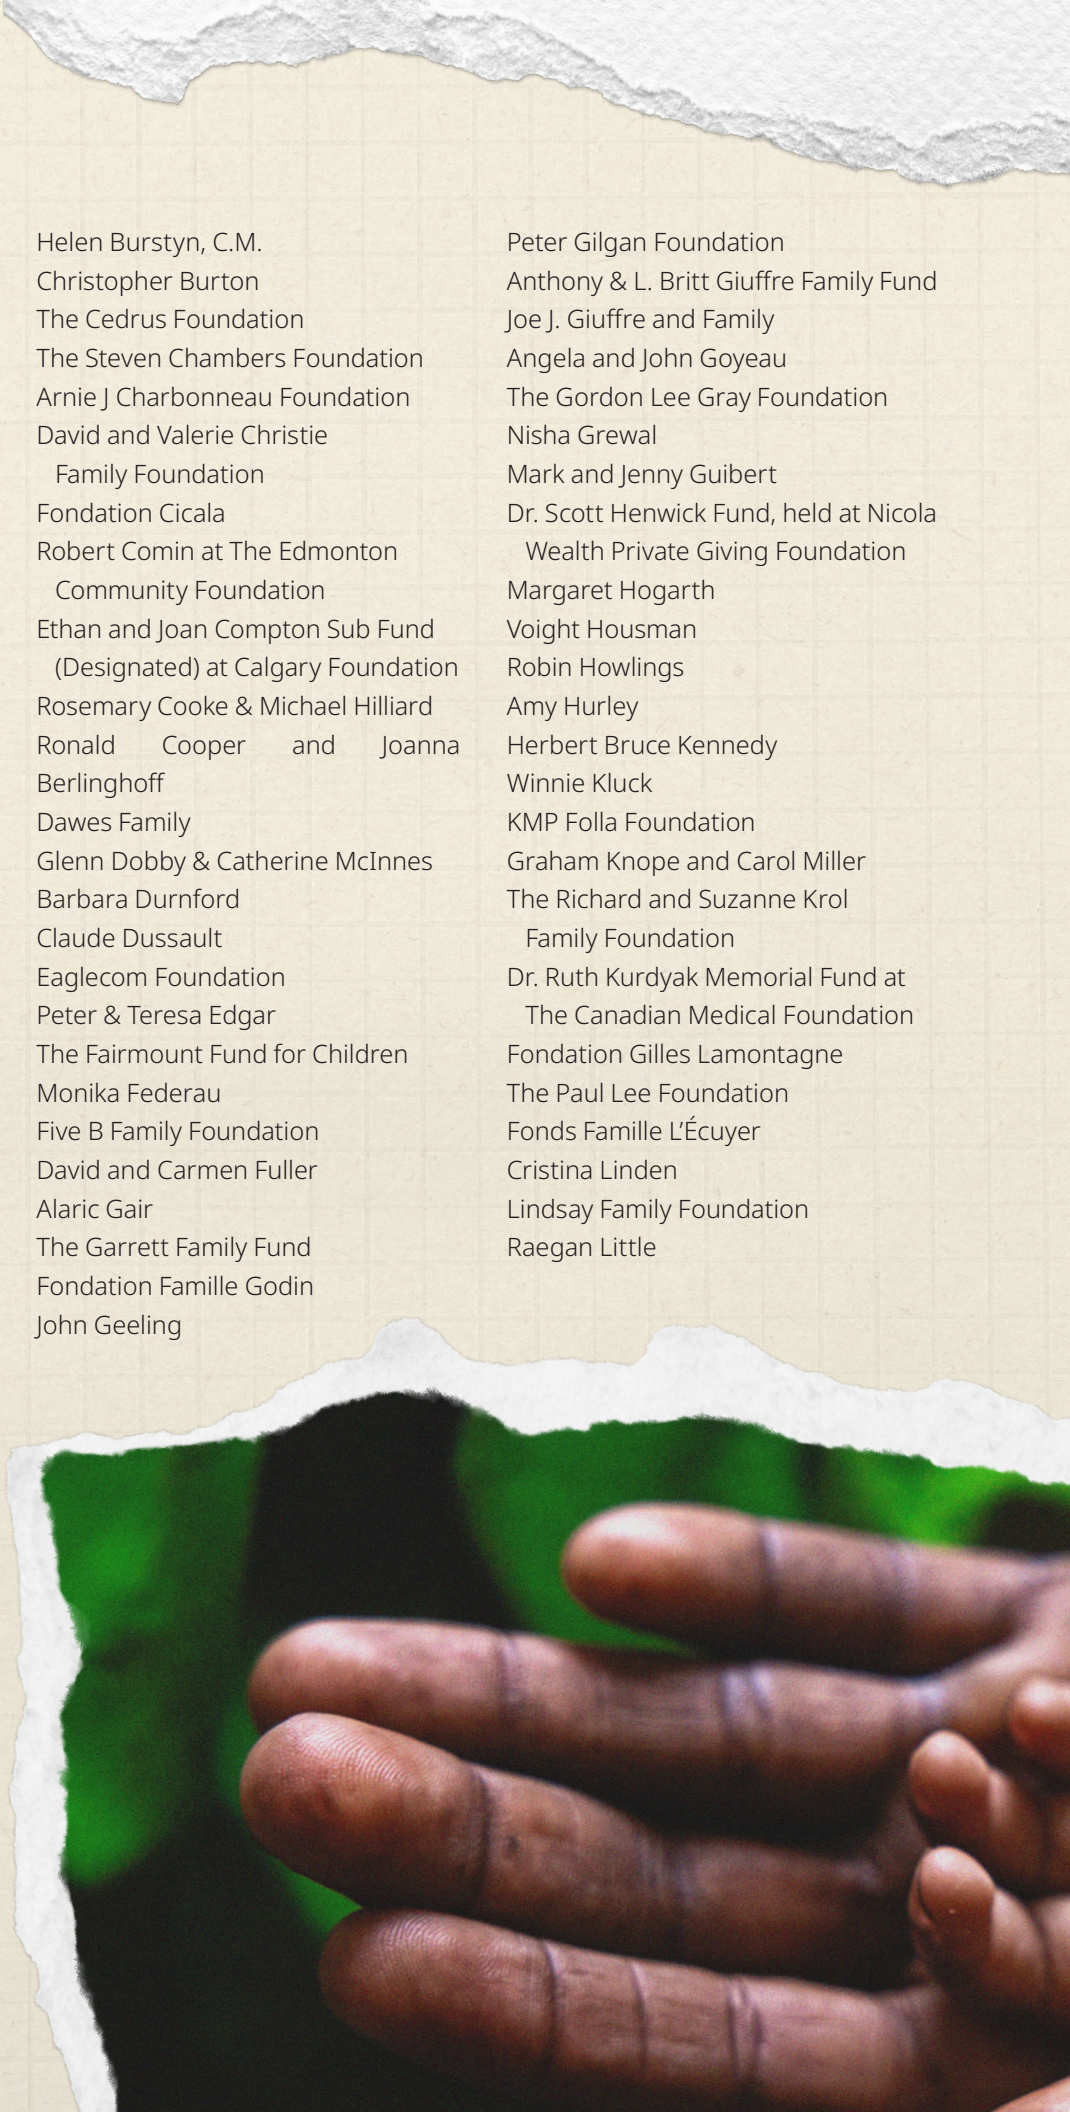 Helen Burstyn, C.M.
Christopher Burton
The Cedrus Foundation
The Steven Chambers Foundation
Arnie J Charbonneau Foundation
David and Valerie Christie
Family Foundation
Fondation Cicala
Robert Comin at The Edmonton
Community Foundation
Ethan and Joan Compton Sub Fund
(Designated) at Calgary Foundation
Rosemary Cooke & Michael Hilliard
Ronald Cooper and Joanna
Berlinghoff
Dawes Family
Glenn Dobby & Catherine McInnes
Barbara Durnford
Claude Dussault
Eaglecom Foundation
Peter & Teresa Edgar
The Fairmount Fund for Children
Monika Federau
Five B Family Foundation
David and Carmen Fuller
Alaric Gair
The Garrett Family Fund
Fondation Famille Godin
John Geeling
Peter Gilgan Foundation
Anthony & L. Britt Giuffre Family Fund
Joe J. Giuffre and Family
Angela and John Goyeau
The Gordon Lee Gray Foundation
Nisha Grewal
Mark and Jenny Guibert
Dr. Scott Henwick Fund, held at Nicola
Wealth Private Giving Foundation
Margaret Hogarth
Voight Housman
Robin Howlings
Amy Hurley
Herbert Bruce Kennedy
Winnie Kluck
KMP Folla Foundation
Graham Knope and Carol Miller
The Richard and Suzanne Krol
Family Foundation
Dr. Ruth Kurdyak Memorial Fund at
The Canadian Medical Foundation
Fondation Gilles Lamontagne
The Paul Lee Foundation
Fonds Famille L’Écuyer
Cristina Linden
Lindsay Family Foundation
Raegan Little